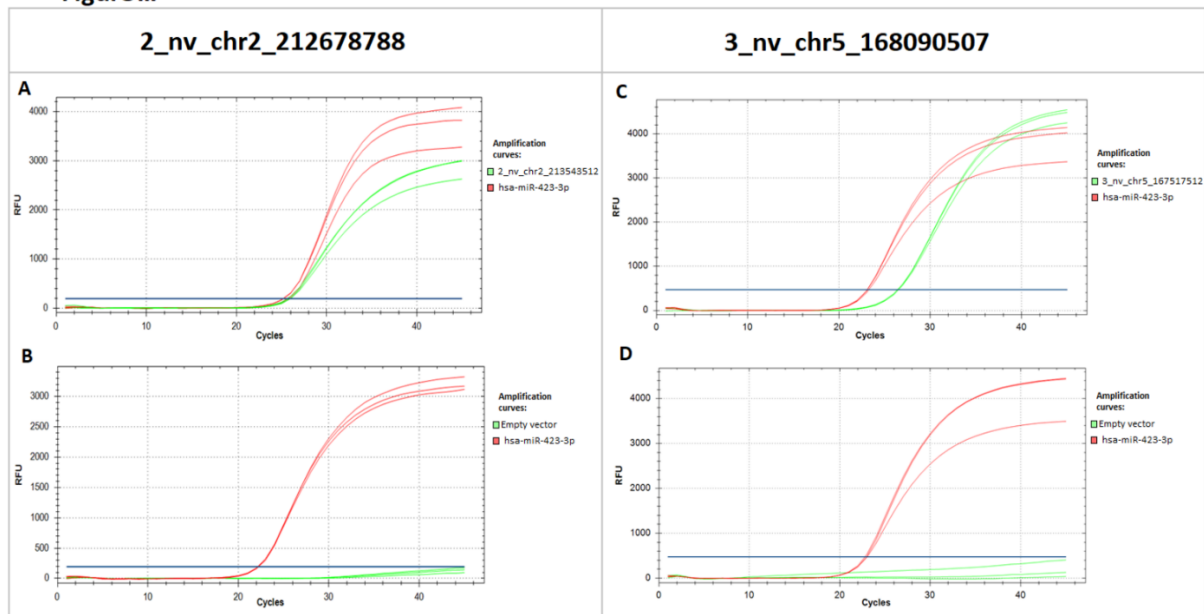 2_nv_chr2_212678788
3_nv_chr5_168090507
A
4000
3000
2000
1000
0
RFU
0
10
20
30
40
Cycles
Amplification
curves:
2_nv_chr2_213543512
hsa-miR-423-3p
C
4000
3000
2000
1000
0
RFU
0
10
20
30
40
Cycles
Amplification
curves:
3_nv_chr5_167517512
hsa-miR-423-3p
B
3000
2500
2000
1500
1000
500
0
RFU
0
10
20
30
40
Cycles
Amplification
curves:
Empty vector
hsa-miR-423-3p
D
4000
3000
2000
1000
0
RFU
0
10
20
30
40
Cycles
Amplification
curves:
Empty vector
hsa-miR-423-3p